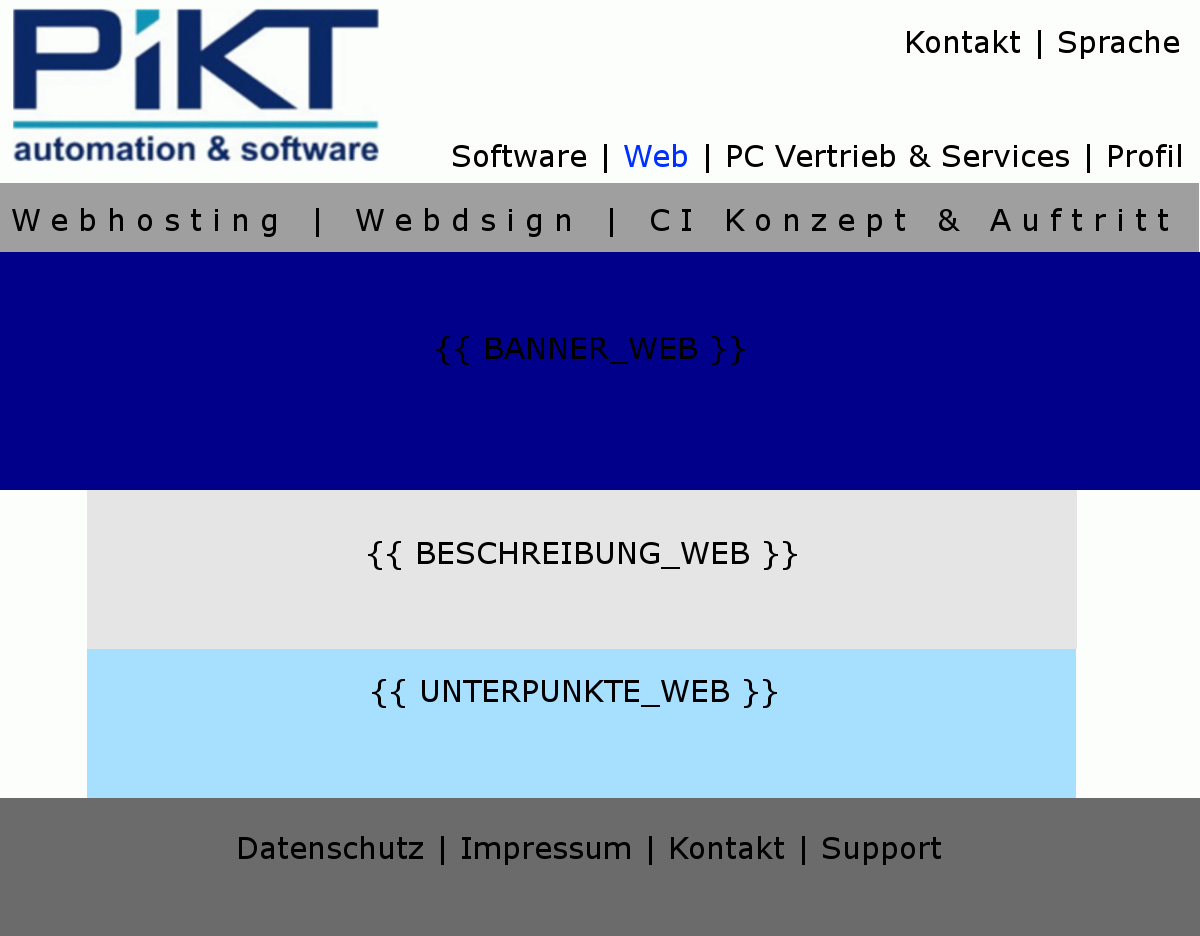 PiKT
automation & software
Kontakt | Sprache
Software | Web | PC Vertrieb & Services | Profil
Webhosting | Webdsign | CI Konzept & Auftritt
{{ BANNER_WEB }}
{{ BESCHREIBUNG_WEB }}
{{ UNTERPUNKTE_WEB }}
Datenschutz | Impressum | Kontakt | Support